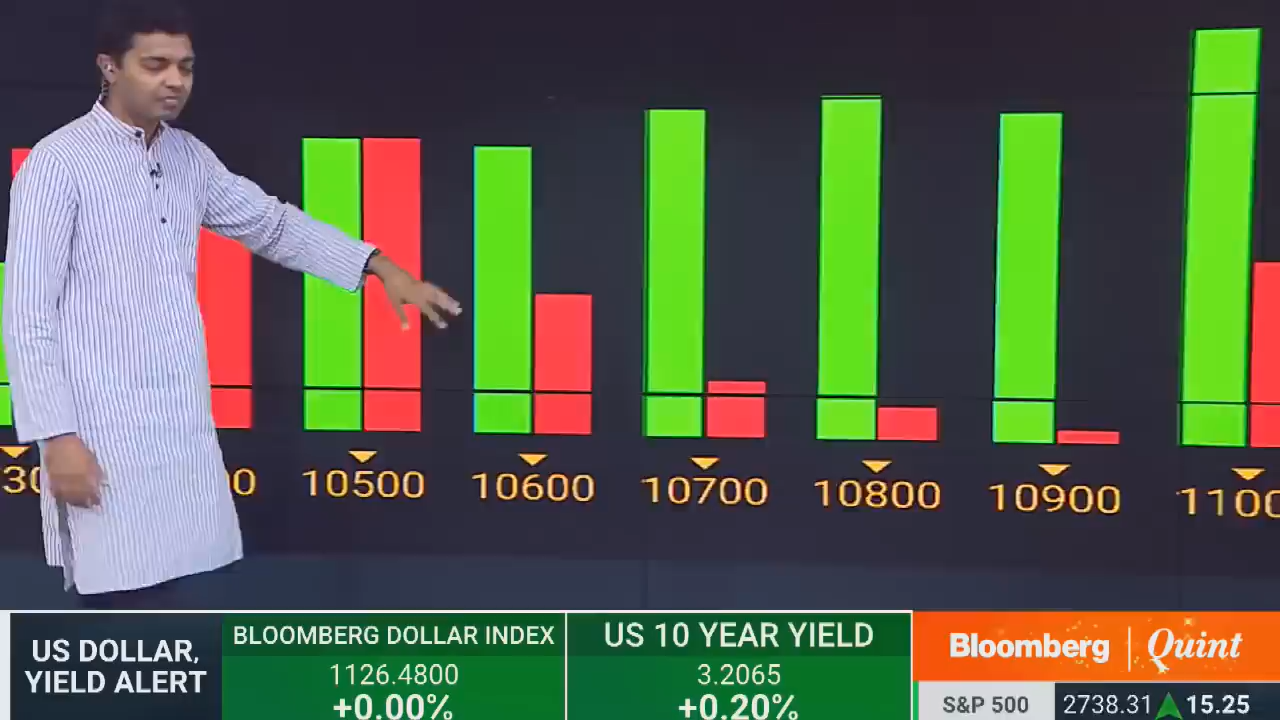 10500
10600
10700
10800
10900
US DOLLAR,
YIELD ALERT
BLOOMBERG DOLLAR INDEX
1126.4800
+0.00%
US 10 YEAR YIELD
3.2065
+0.20%
Bloomberg | Quint
S&P 500
2738.31 15.25